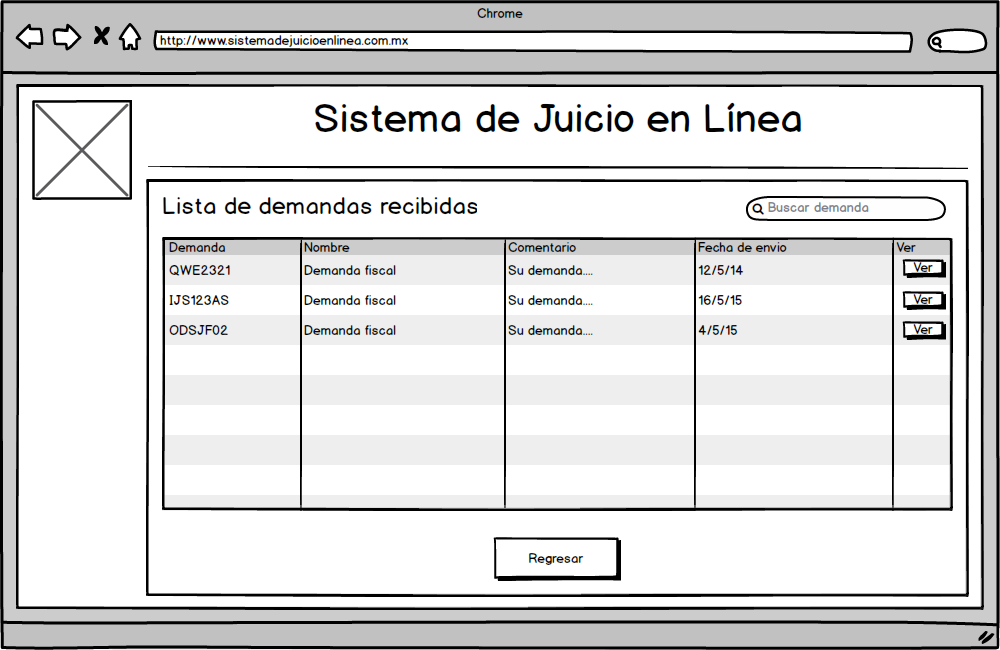 Chrome
http://www.sistemadejuicioenlinea.com.mx
Sistema de Juicio en Línea
Lista de demandas recibidas
Buscar demanda
Demanda Nombre Comentario Fecha de envio Ver
QWE2321 Demanda fiscal Su demanda.... 12/5/14 Ver
IJS123AS Demanda fiscal Su demanda.... 16/5/15 Ver
ODSJF02 Demanda fiscal Su demanda.... 4/5/15 Ver
Regresar